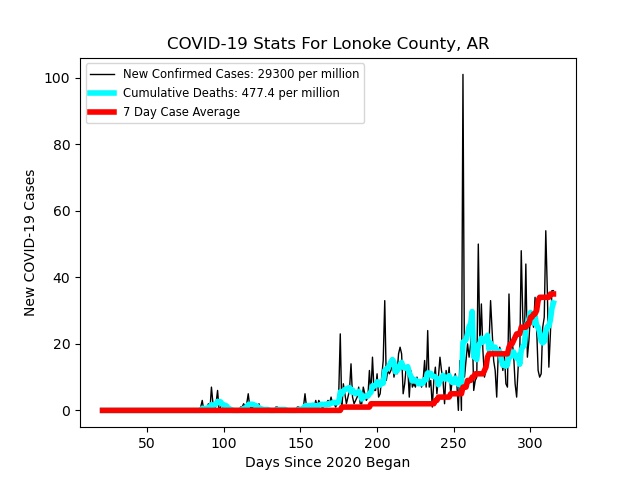 COVID-19 Stats For Lonoke County, AR
New Confirmed Cases: 29300 per million
Cumulative Deaths: 477.4 per million
7 Day Case Average
New COVID-19 Cases
100
80
60
40
20
0
50 100 150 200 250 300
Days Since 2020 Began